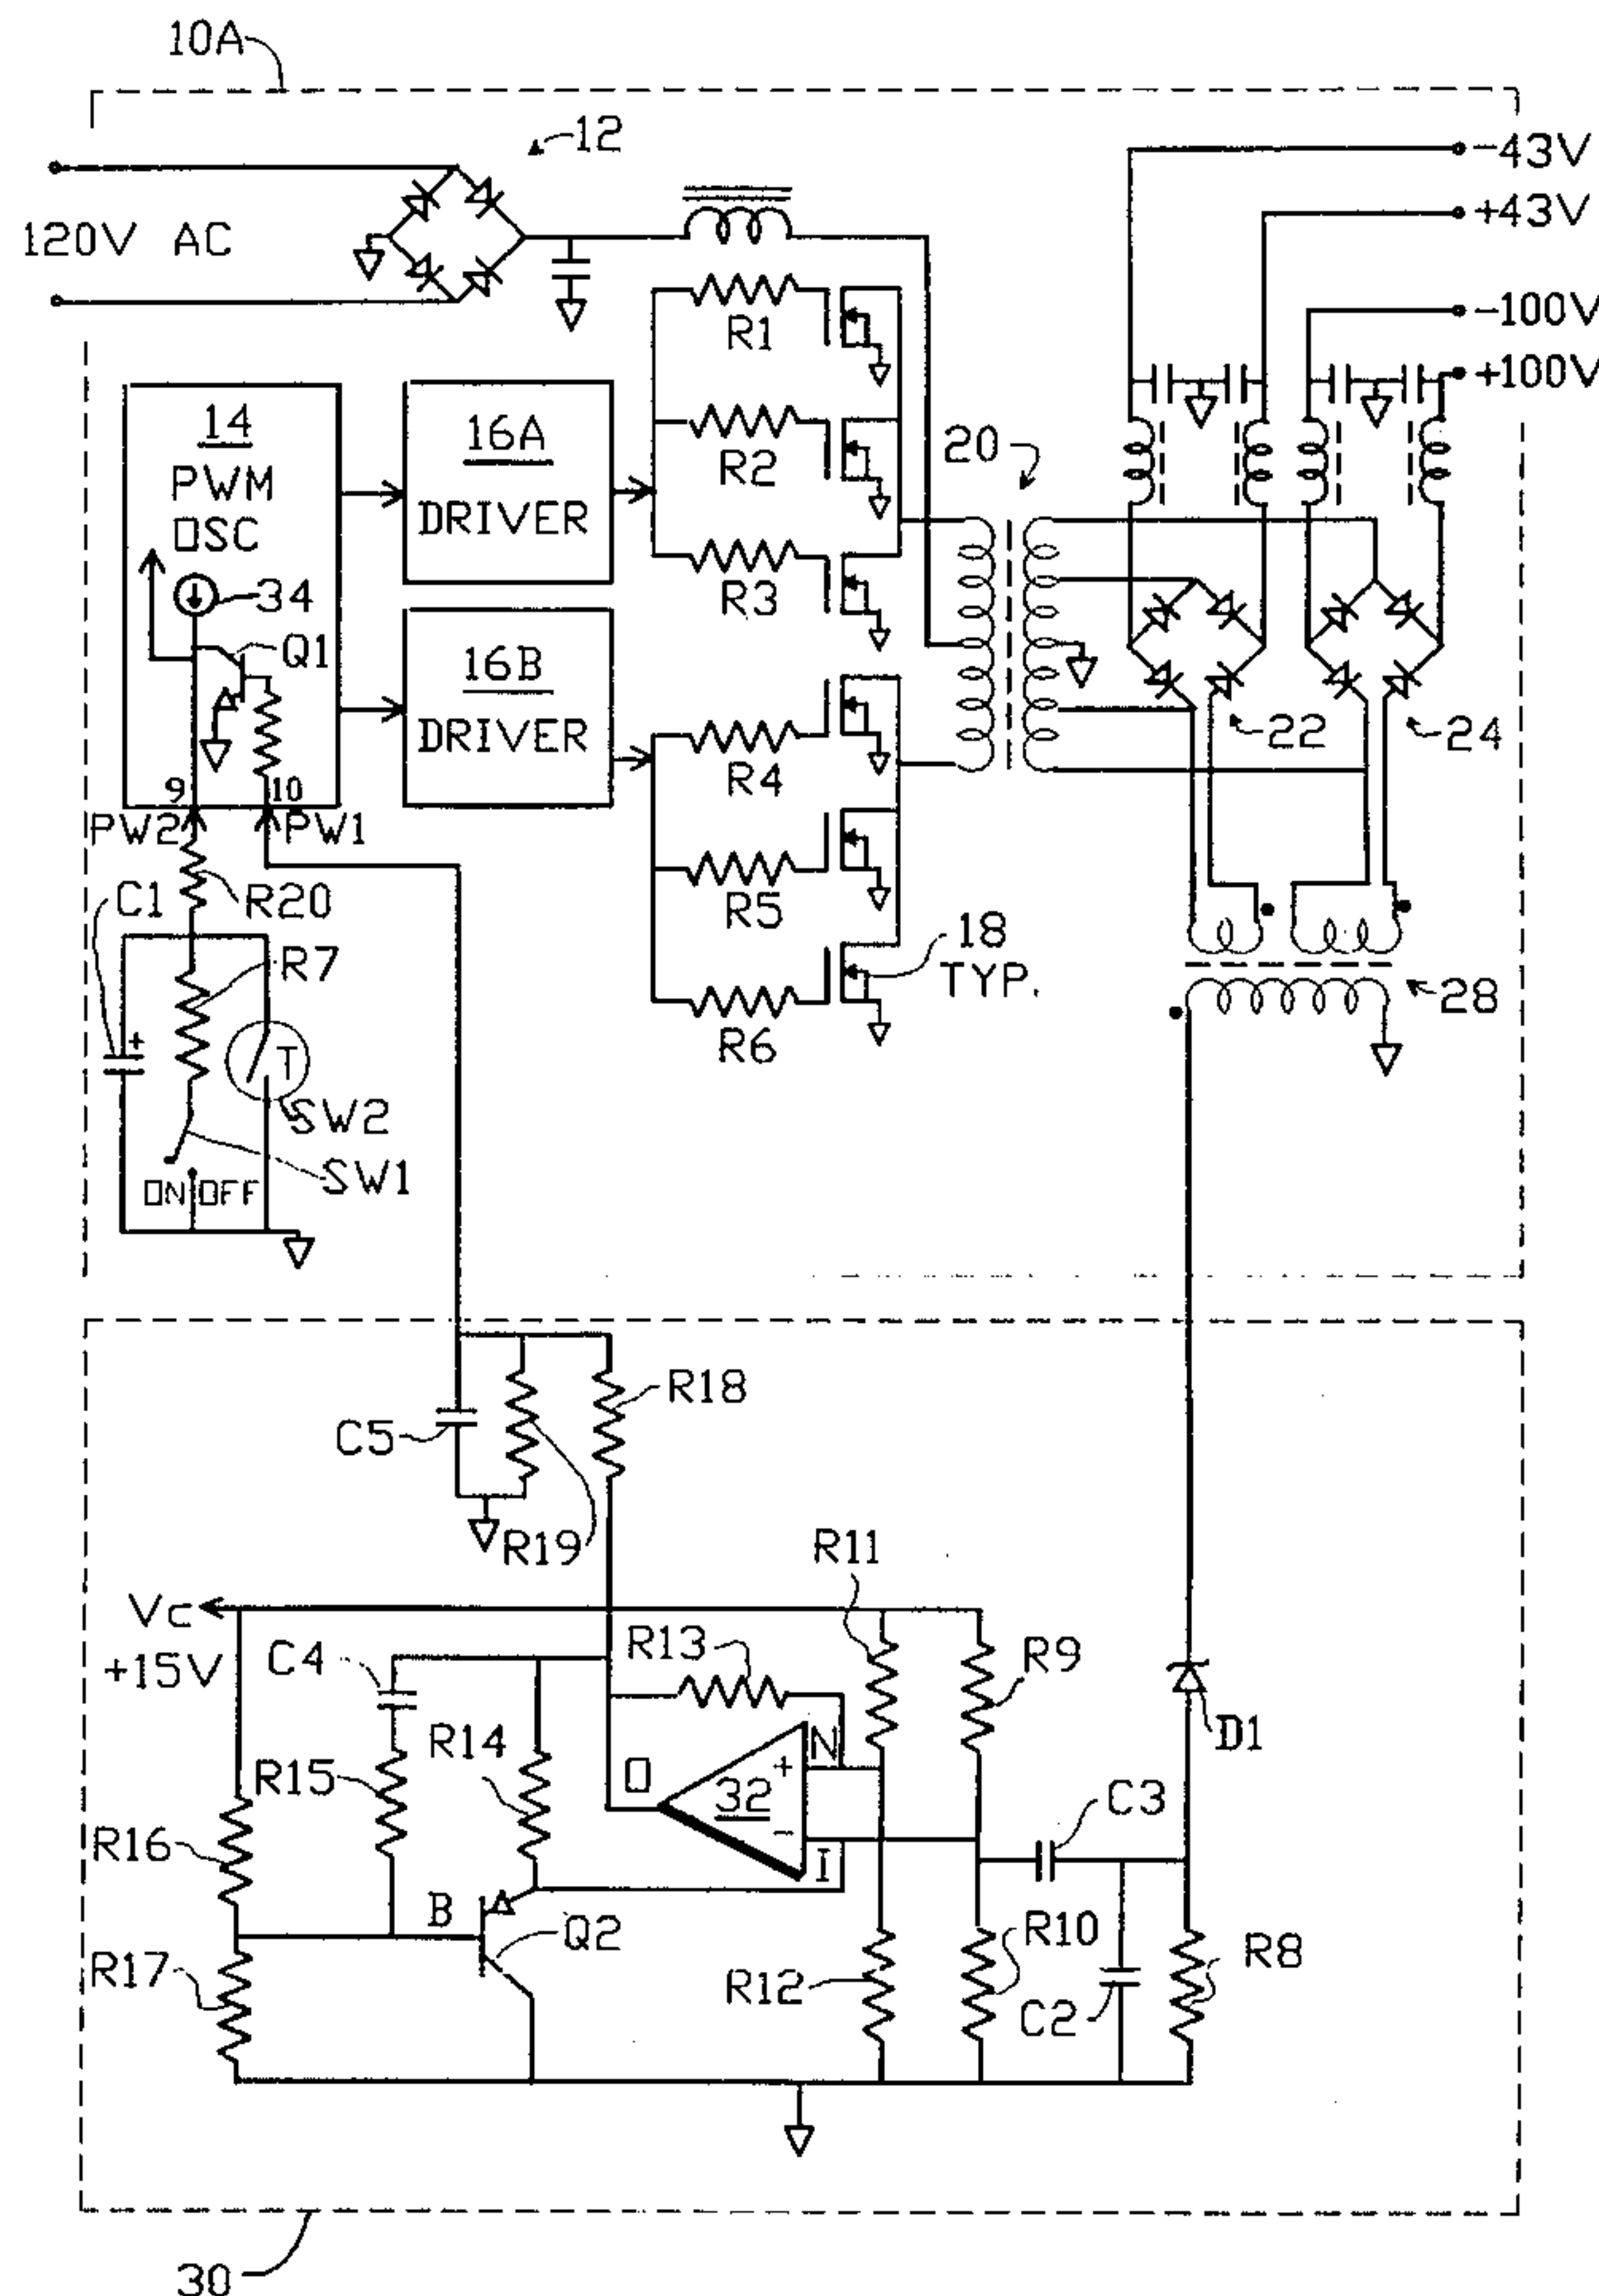 10A
12
-43V
+43V
120V AC
-100V
+100V
R1
14
PWM
OSC
16A
DRIVER
R2
20
R3
34
Q1
16B
DRIVER
R4
22
24
9
10
PW2
PW1
C1
R20
R5
R7
18
TYP.
28
R6
+
T
SW2
SW1
ON OFF
R18
C5
R19
R11
Vc
+15V
C4
R13
R9
D1
R14
N
O
+
R15
32
C3
R16
-
I
B
Q2
R10
R8
R17
R12
C2
30